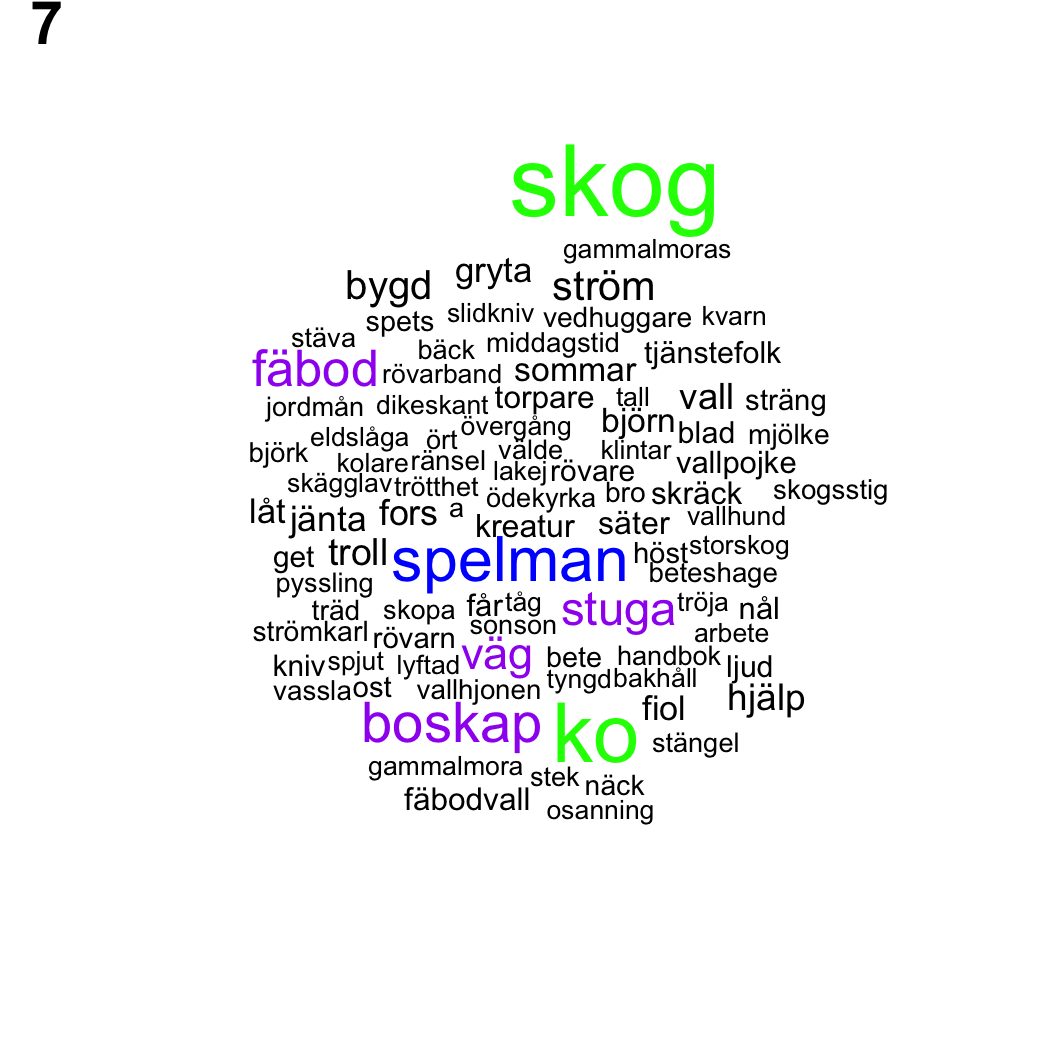 7
skog
gammalmoras
bygd gryta ström
spets slidkniv vedhuggare kvarn
stäva bäck middagstid tjänstefolk
fäbod rövarband sommar
jordmån dikeskant torpare tall vall sträng
eldslåga ört övergång björn blad mjölke
björk kolare ränsel välde klintar vallpojke
skägglav trötthet lakej rövare
ödekyrka bro skräck skogsstig
låt jänta fors a kreatur säter vallhund
get troll spelman höst storskog
pyssling beteshage
träd skopa får tåg stuga tröja nål
strömkarl rövarn sonson arbete
kniv spjut lyftad väg bete handbok ljud
vassla ost vallhjonen tyngd bakhåll
boskap ko fiol hjälp
stängel
gammalmora stek näck
fäbodvall osanning